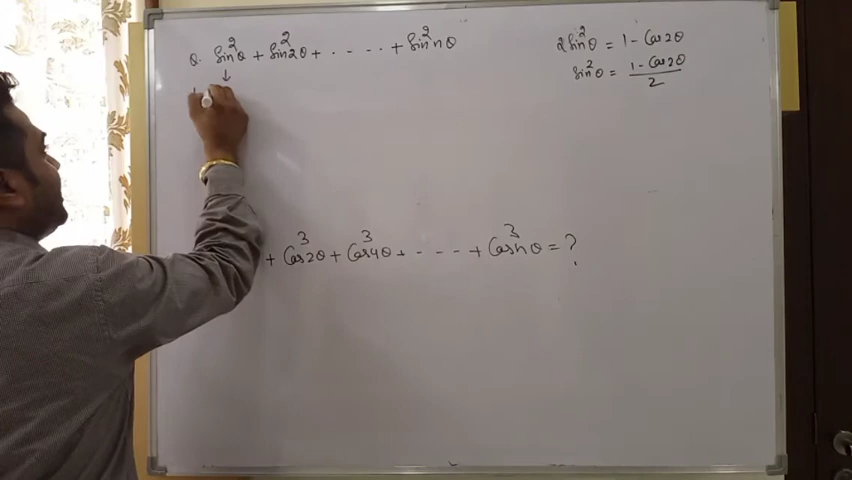 Q. Sin²θ + Sin²2θ + ..... + Sin²nθ
2Sin²θ = 1 - Cos2θ
Sin²θ = (1 - Cos2θ)/2
+ Cos³2θ + Cos³4θ + ---- + Cos³nθ = ?